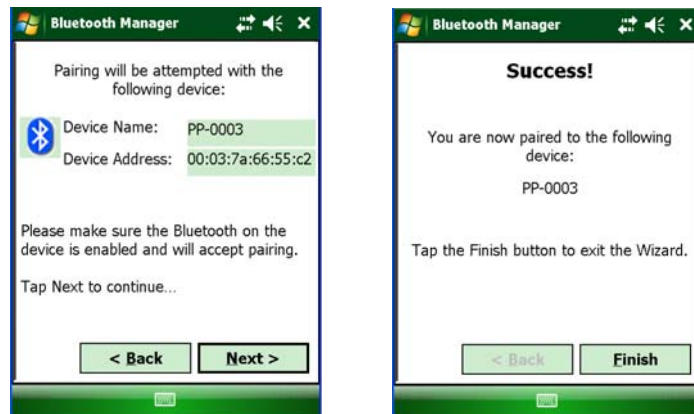 Bluetooth Manager
Pairing will be attempted with the
following device:
Device Name: PP-0003
Device Address: 00:03:7a:66:55:c2
Please make sure the Bluetooth on the
device is enabled and will accept pairing.
Tap Next to continue...
< Back Next >
Bluetooth Manager
Success!
You are now paired to the following
device:
PP-0003
Tap the Finish button to exit the Wizard.
< Back Finish